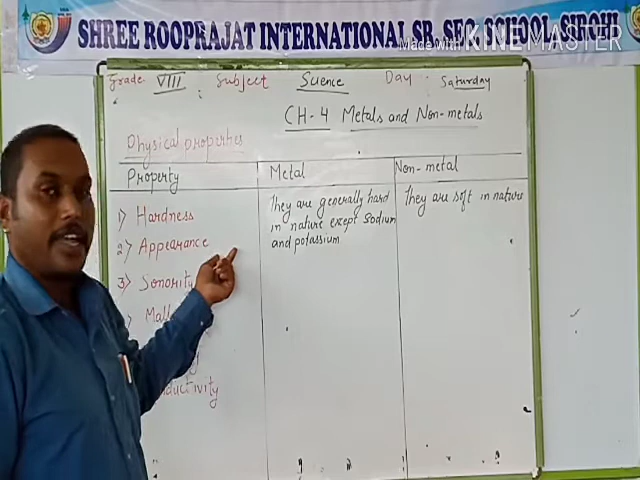 SHREE ROOPRAJAT INTERNATIONAL SR. SEC. SCHOOL, SIROHI
Made with KINEMASTER
Grade: VIII : Subject Science Day : Saturday
CH-4 Metals and Non-metals
Physical properties
Property Metal Non-metal
1) Hardness
They are generally hard
in nature exept sodium
and potassium
They are soft in nature
2) Appearance
3) Sonority